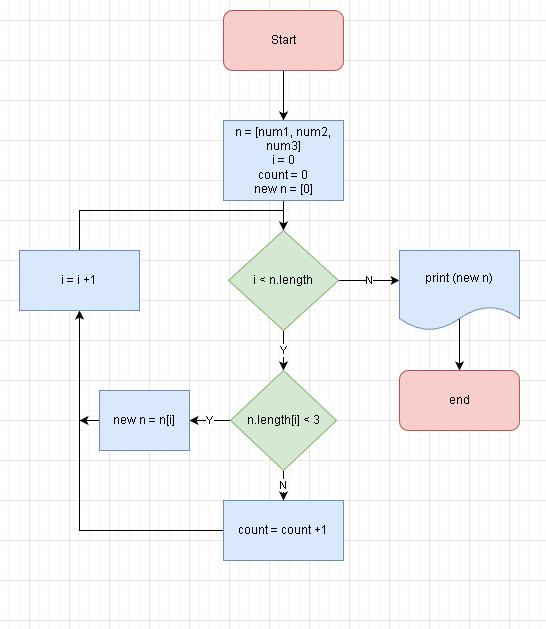 Start
n = [num1, num2,
num3]
i = 0
count = 0
new n = [0]
i = i +1
i < n.length
N
print (new n)
Y
end
new n = n[i]
Y
n.length[i] < 3
N
count = count +1